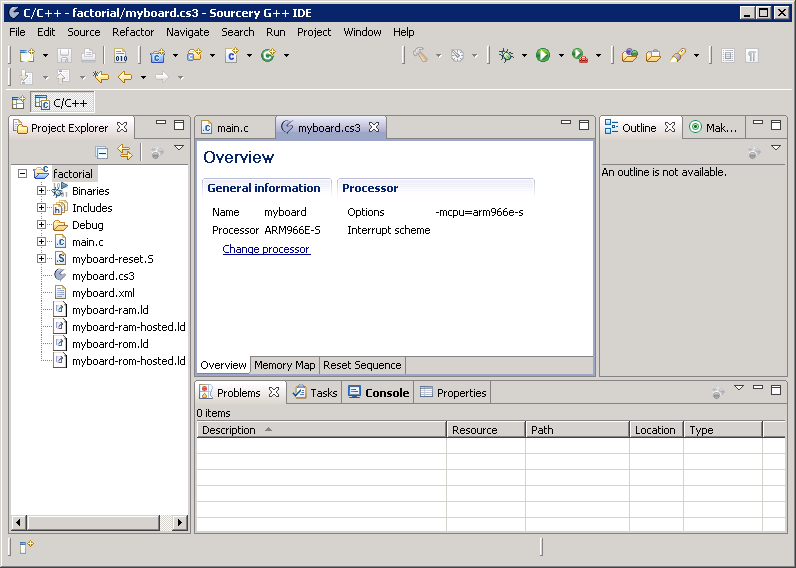 C/C++ - factorial/myboard.cs3 - Sourcery G++ IDE
File Edit Source Refactor Navigate Search Run Project Window Help
010
C/C++
Project Explorer
factorial
Binaries
Includes
Debug
main.c
myboard-reset.S
myboard.cs3
myboard.xml
myboard-ram.ld
myboard-ram-hosted.ld
myboard-rom.ld
myboard-rom-hosted.ld
main.c myboard.cs3
Overview
General information
Name myboard
Processor ARM966E-S
Change processor
Processor
Options -mcpu=arm966e-s
Interrupt scheme
Overview Memory Map Reset Sequence
Outline Mak...
An outline is not available.
Problems Tasks Console Properties
0 items
Description Resource Path Location Type